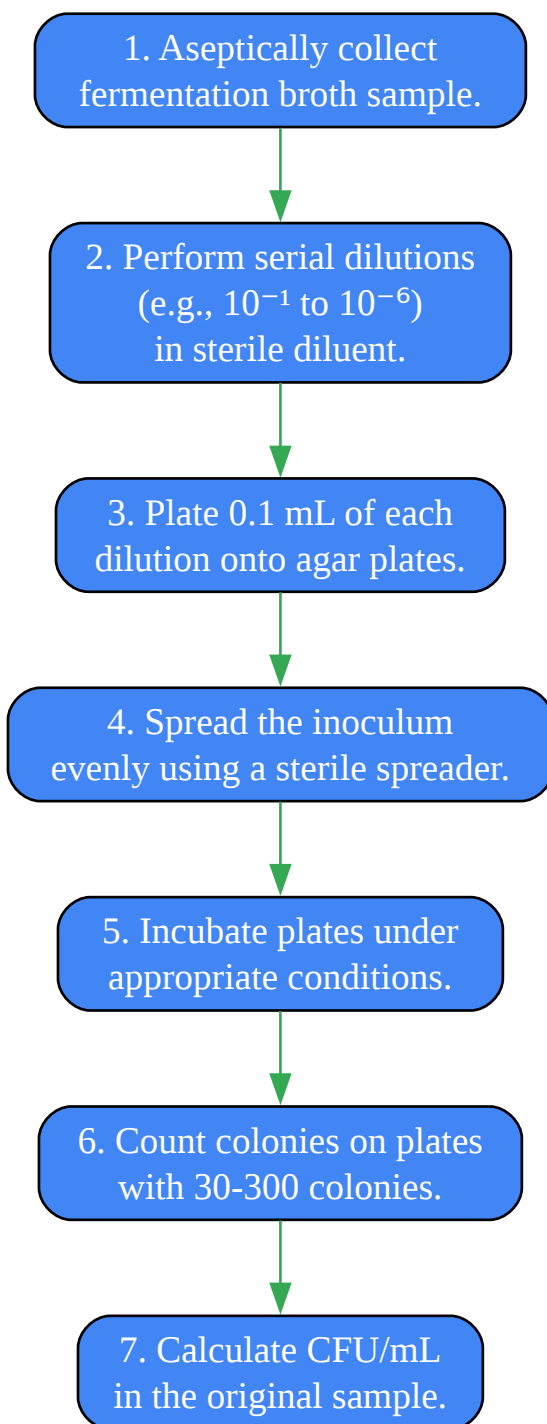 1. Aseptically collect
fermentation broth sample.
2. Perform serial dilutions
(e.g., 10⁻¹ to 10⁻⁶)
in sterile diluent.
3. Plate 0.1 mL of each
dilution onto agar plates.
4. Spread the inoculum
evenly using a sterile spreader.
5. Incubate plates under
appropriate conditions.
6. Count colonies on plates
with 30-300 colonies.
7. Calculate CFU/mL
in the original sample.